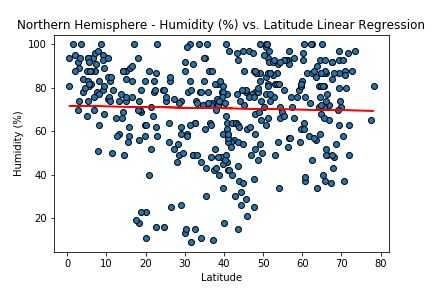 Northern Hemisphere - Humidity (%) vs. Latitude Linear Regression
100
80
60
40
20
Humidity (%)
0 10 20 30 40 50 60 70 80
Latitude